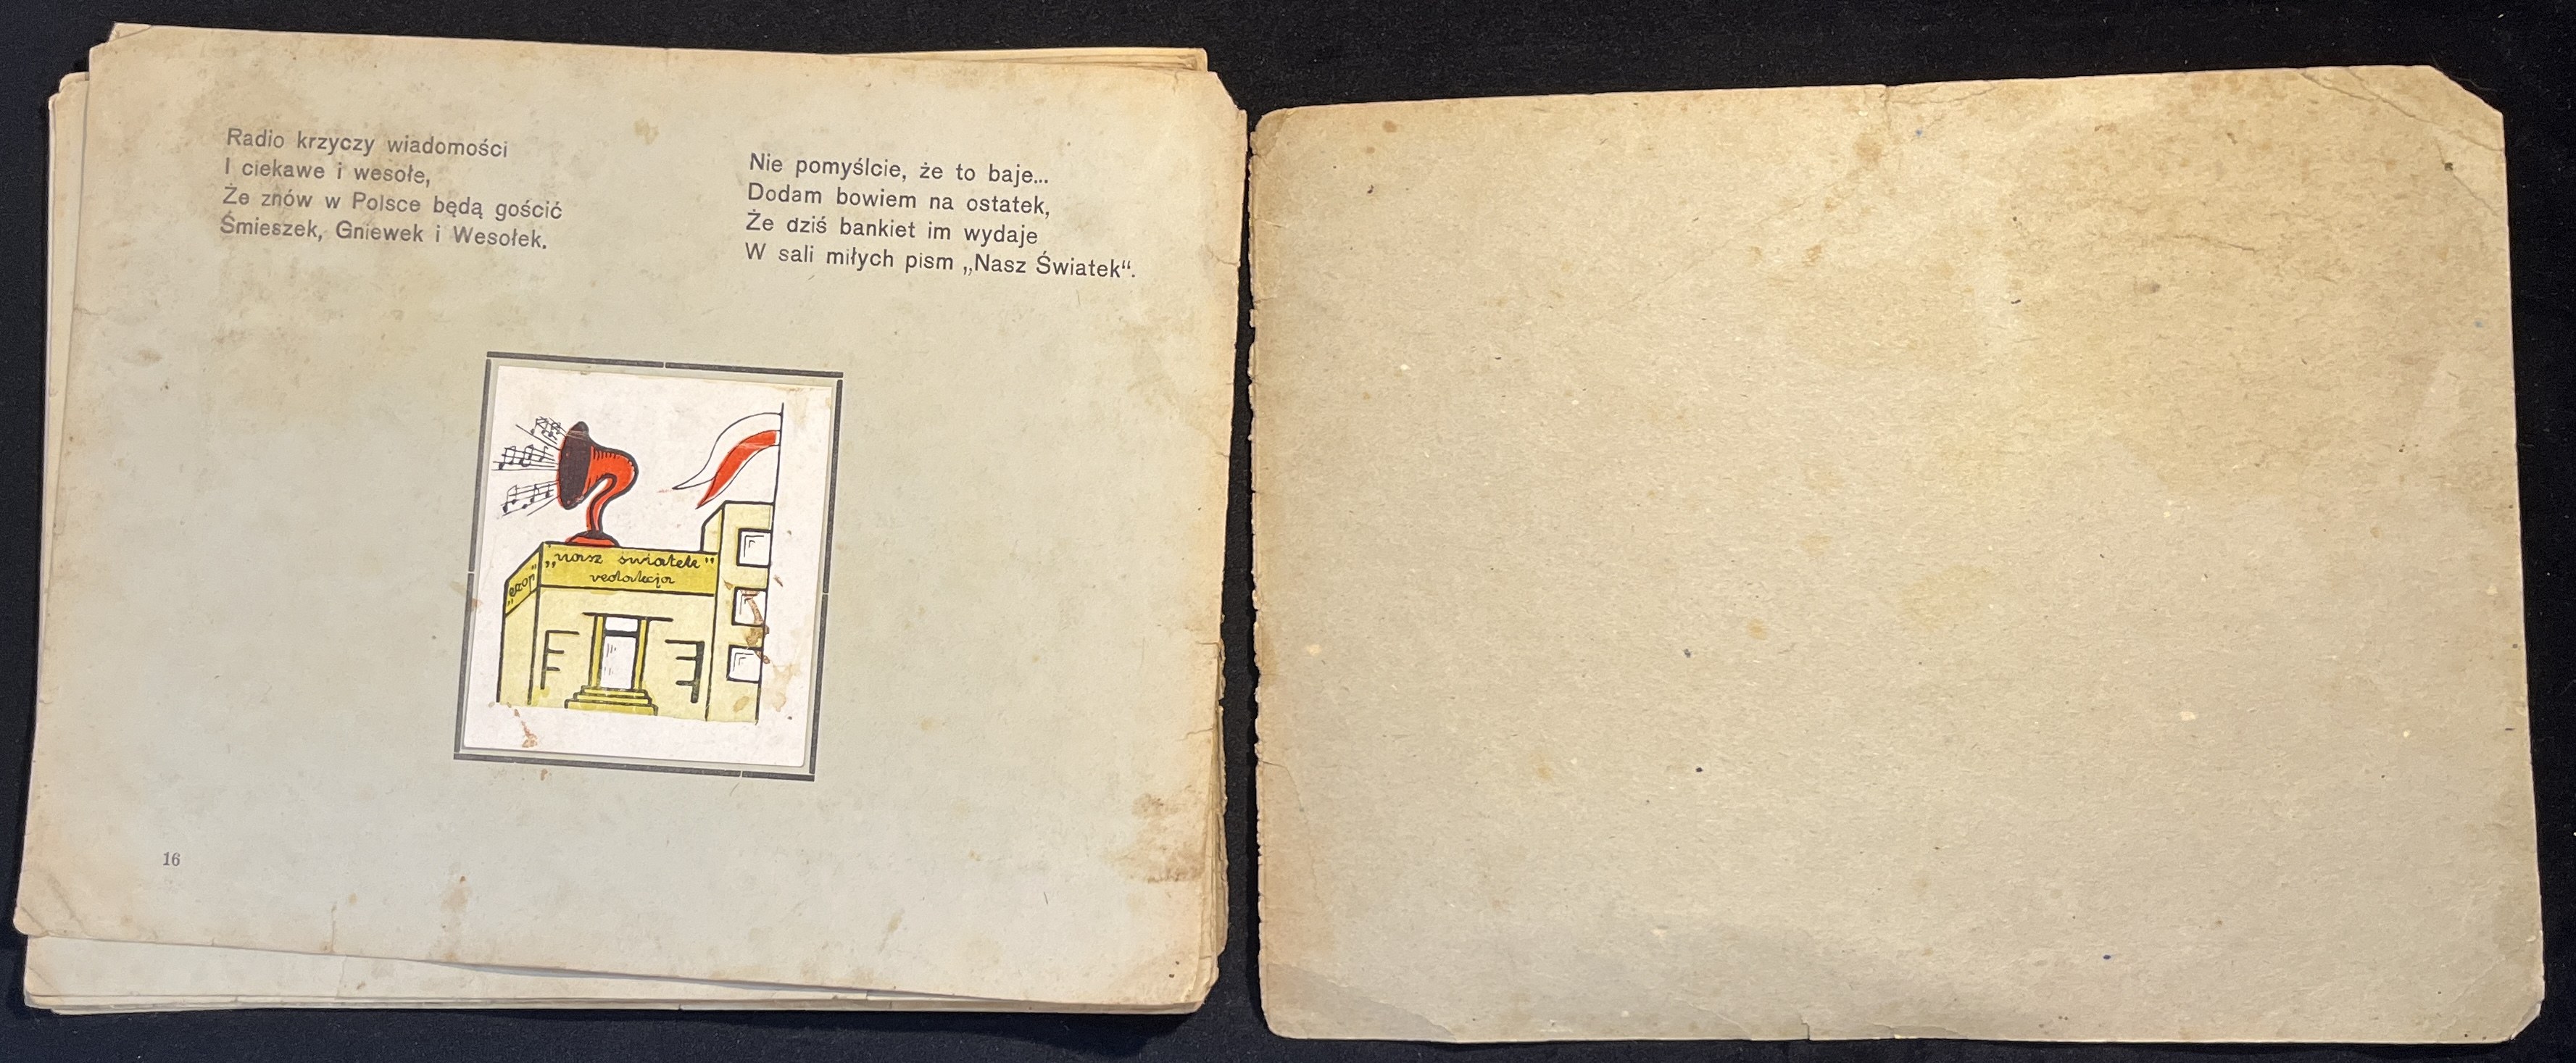 Radio krzyczy wiadomości
I ciekawe i wesołe,
Że znów w Polsce będą gościć
Śmieszek, Gniewek i Wesołek.
Nie pomyślcie, że to baje...
Dodam bowiem na ostatek,
Że dziś bankiet im wydaje
W sali miłych pism „Nasz Światek“.
„ezop”
„nasz światek”
redakcja
16